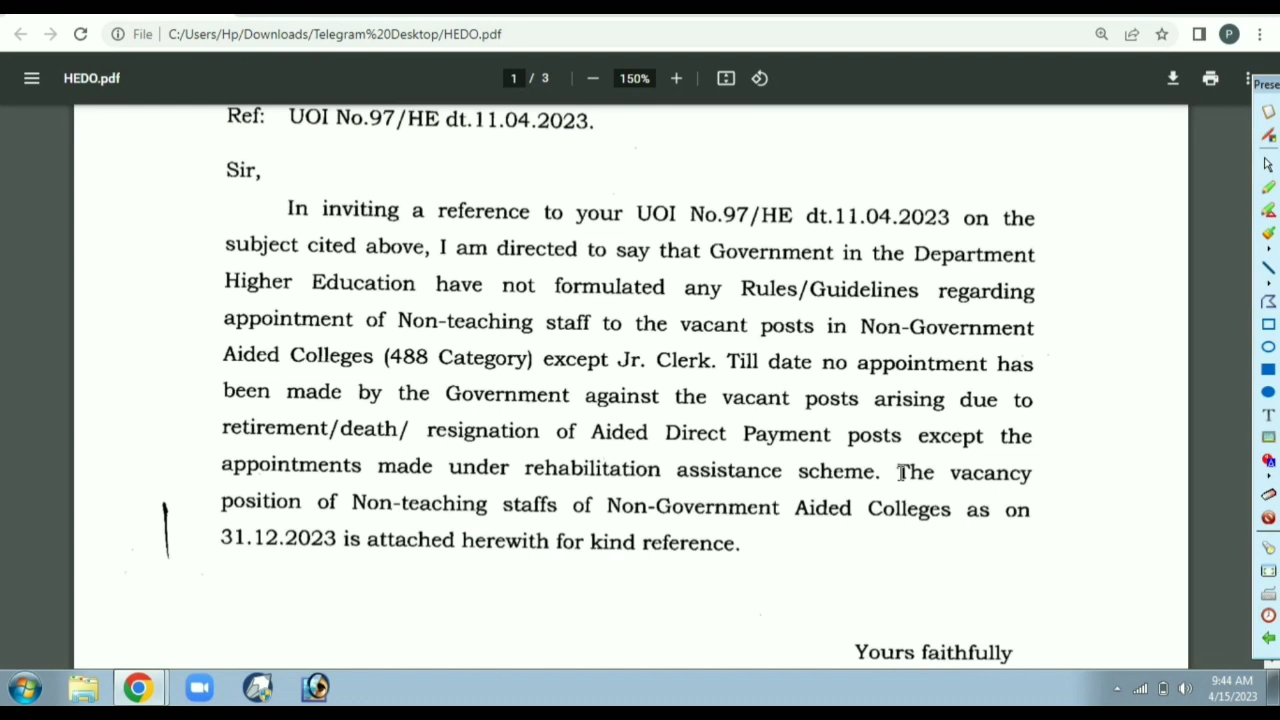 File
C:/Users/Hp/Downloads/Telegram%20Desktop/HEDO.pdf
P
HEDO.pdf
1 / 3
150%
Prese
Ref: UOI No.97/HE dt.11.04.2023.
Sir,
In inviting a reference to your UOI No.97/HE dt.11.04.2023 on the
subject cited above, I am directed to say that Government in the Department
Higher Education have not formulated any Rules/Guidelines regarding
appointment of Non-teaching staff to the vacant posts in Non-Government
Aided Colleges (488 Category) except Jr. Clerk. Till date no appointment has
been made by the Government against the vacant posts arising due to
retirement/death/ resignation of Aided Direct Payment posts except the
appointments made under rehabilitation assistance scheme. The vacancy
position of Non-teaching staffs of Non-Government Aided Colleges as on
31.12.2023 is attached herewith for kind reference.
Yours faithfully
9:44 AM
4/15/2023